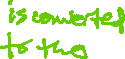 is converted
to the